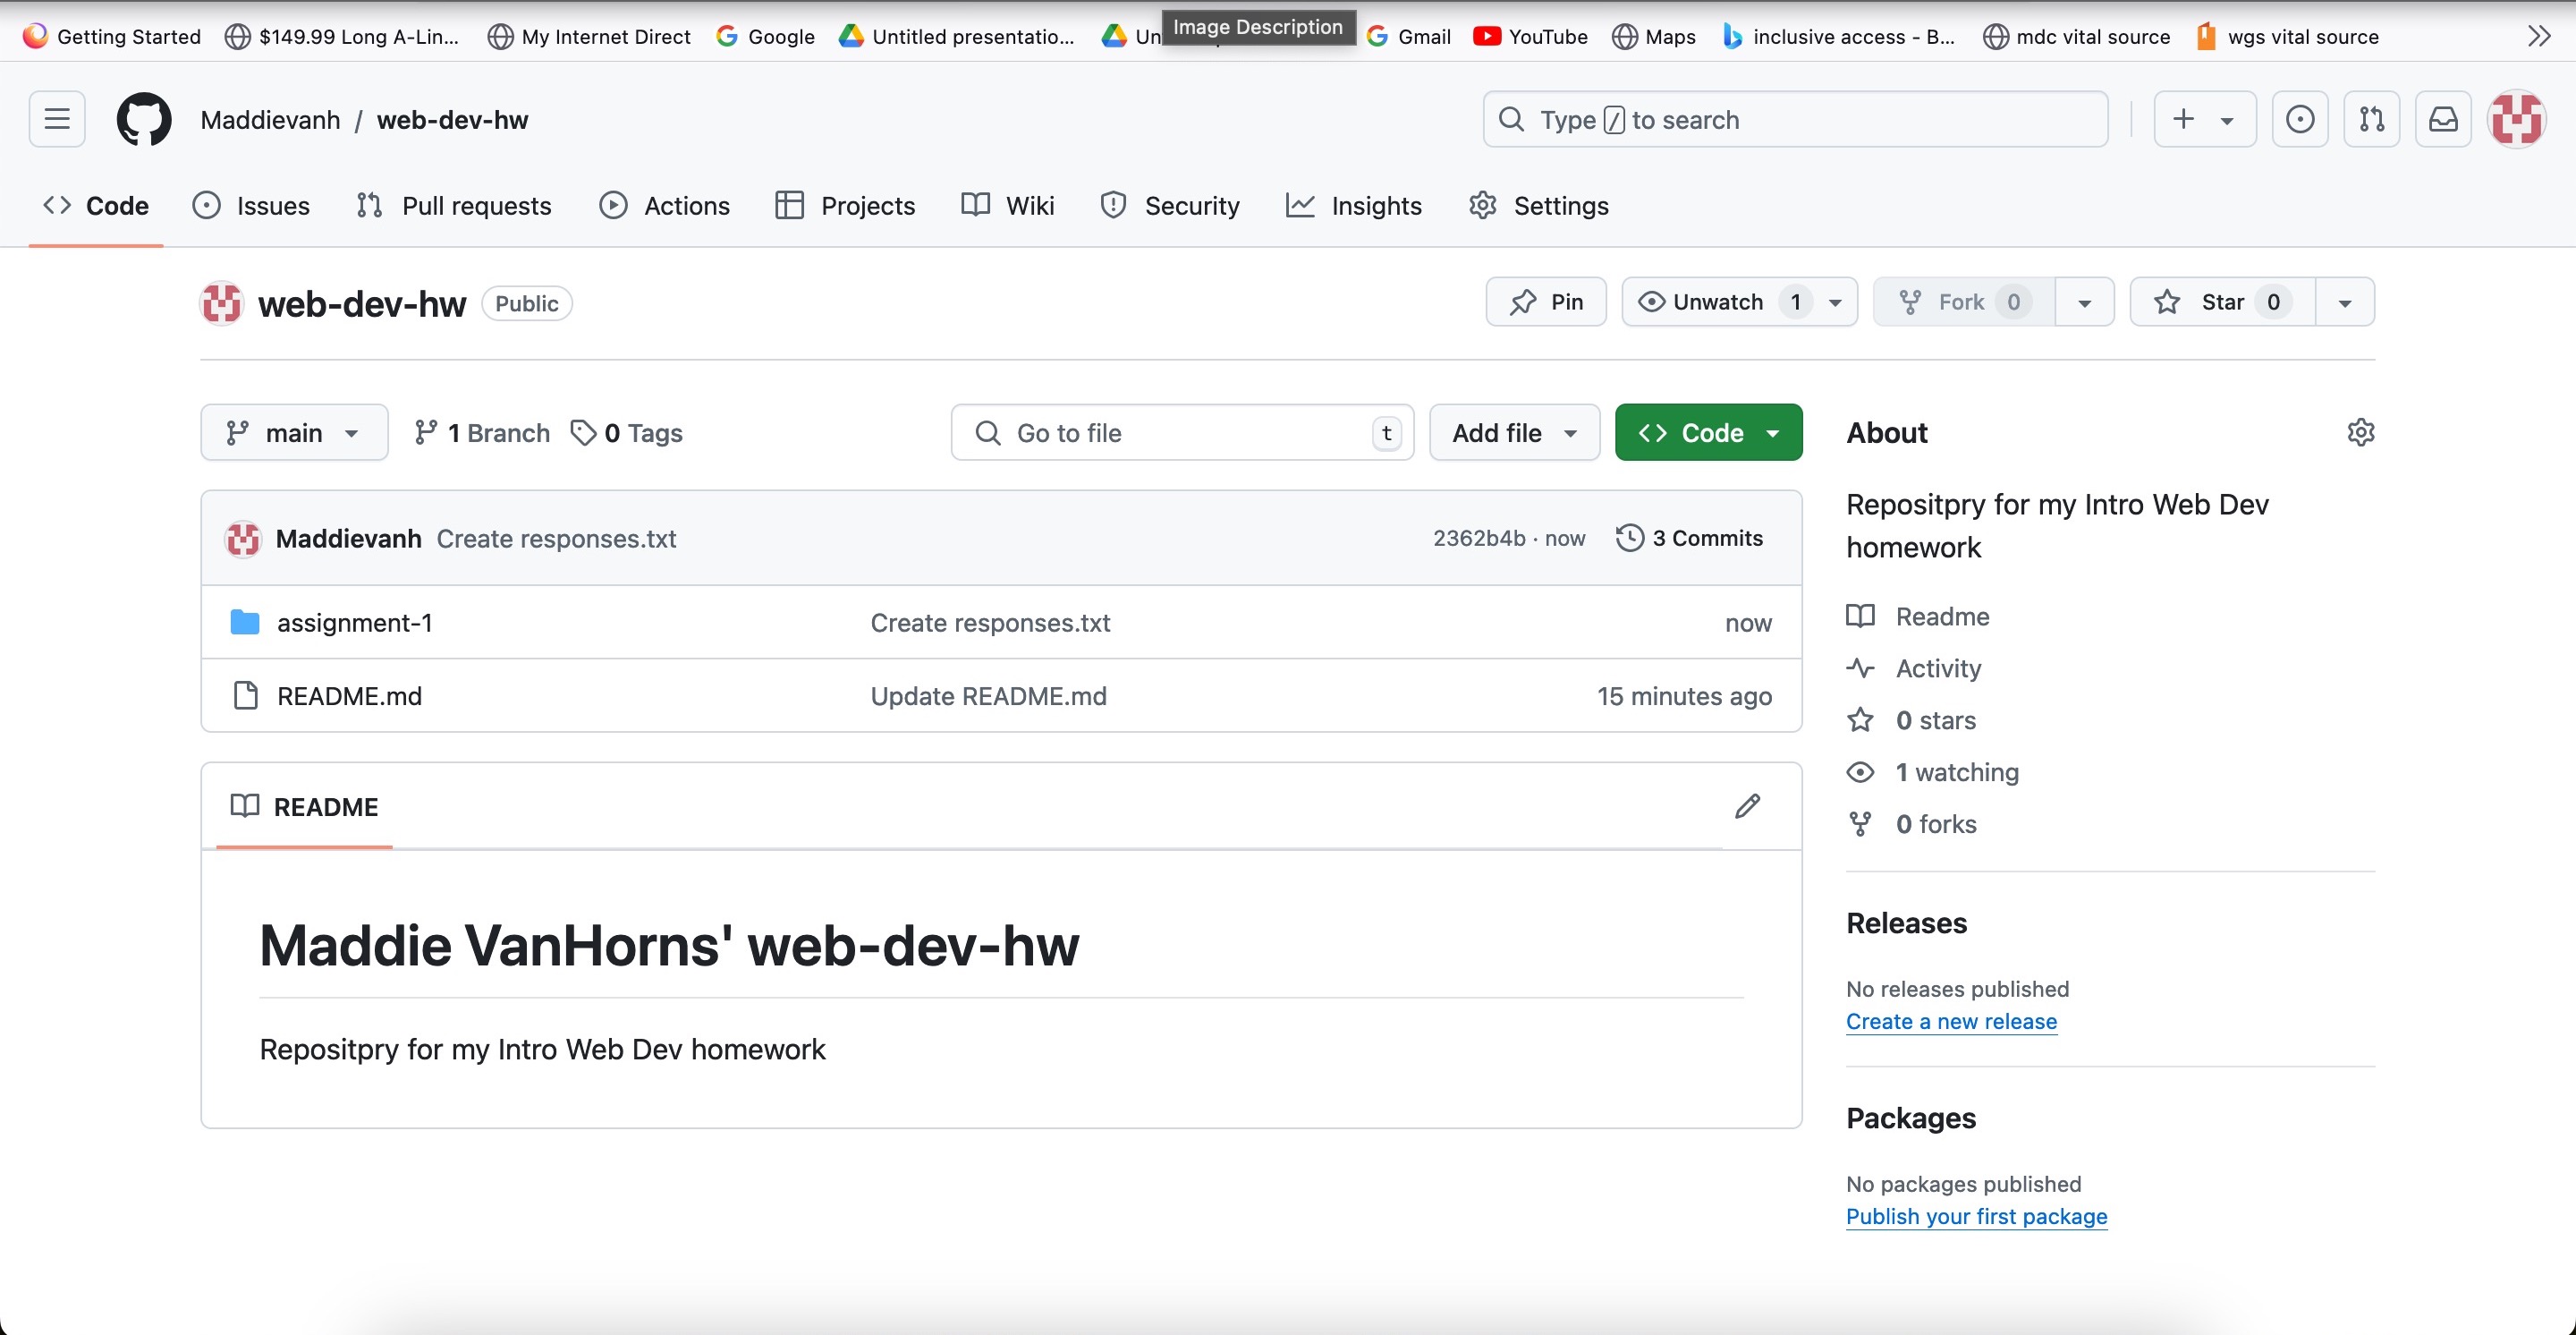 Getting Started $149.99 Long A-Lin... My Internet Direct Google Untitled presentatio... Un Image Description Gmail YouTube Maps inclusive access - B... mdc vital source wgs vital source
Maddievanh / web-dev-hw Type / to search
Code Issues Pull requests Actions Projects Wiki Security Insights Settings
web-dev-hw Public Pin Unwatch 1 Fork 0 Star 0
main 1 Branch 0 Tags Go to file t Add file Code
Maddievanh Create responses.txt 2362b4b · now 3 Commits
assignment-1 Create responses.txt now
README.md Update README.md 15 minutes ago
README
Maddie VanHorns' web-dev-hw
Repositpry for my Intro Web Dev homework
About
Repositpry for my Intro Web Dev
homework
Readme
Activity
0 stars
1 watching
0 forks
Releases
No releases published
Create a new release
Packages
No packages published
Publish your first package